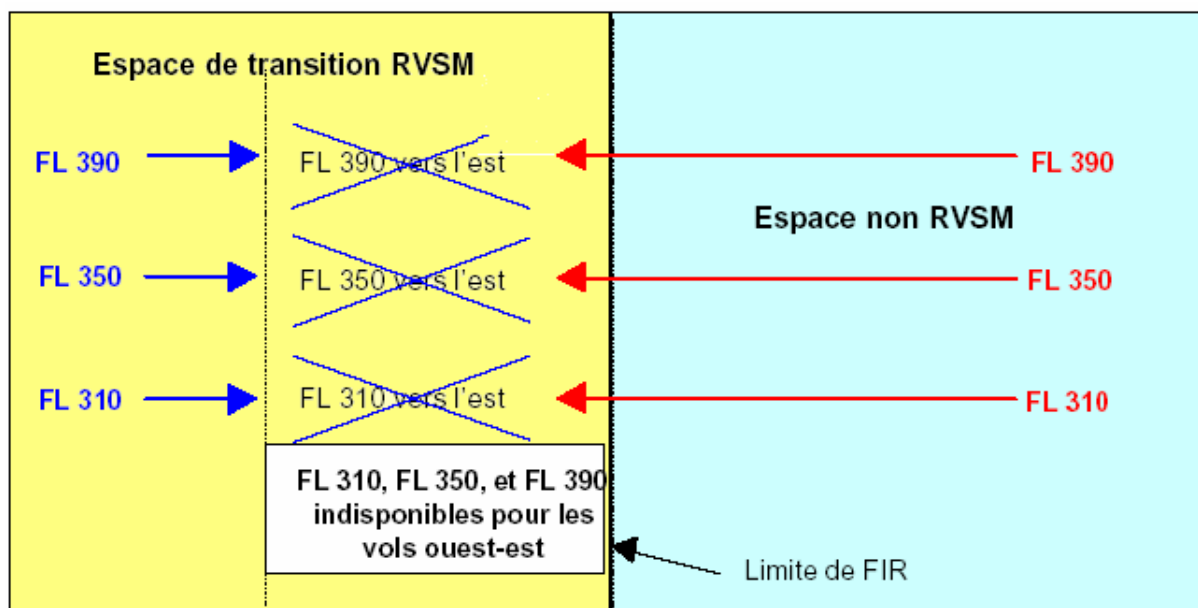 Espace de transition RVSM
FL 390
FL 390 vers l'est
FL 390
Espace non RVSM
FL 350
FL 350 vers l'est
FL 350
FL 310
FL 310 vers l'est
FL 310
FL 310, FL 350, et FL 390
indisponibles pour les
vols ouest-est
Limite de FIR